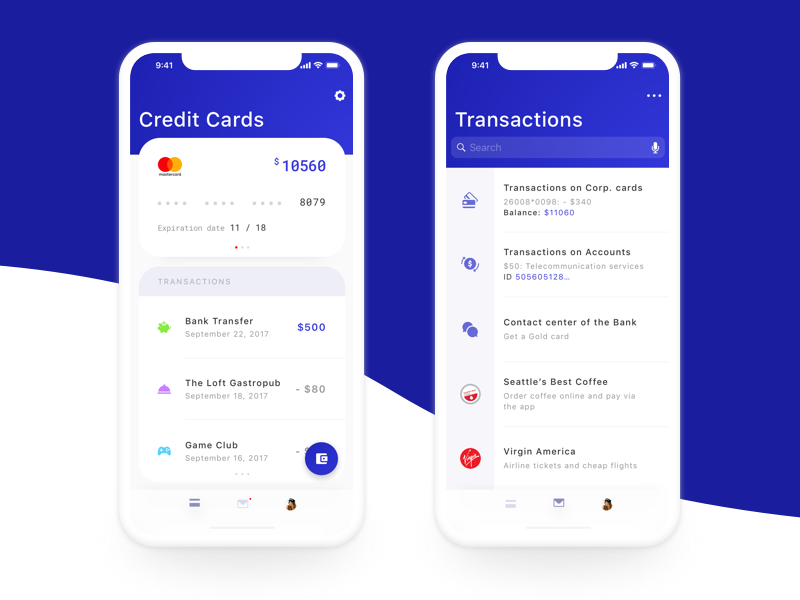 9:41
Credit Cards
mastercard
$10560
8079
Expiration date 11 / 18
TRANSACTIONS
Bank Transfer
$500
September 22, 2017
The Loft Gastropub
- $80
September 18, 2017
Game Club
September 16, 2017
9:41
Transactions
Search
Transactions on Corp. cards
26008*0098: - $340
Balance: $11060
Transactions on Accounts
$50: Telecommunication services
ID 505605128…
Contact center of the Bank
Get a Gold card
Seattle's Best Coffee
Order coffee online and pay via
the app
Virgin
Virgin America
Airline tickets and cheap flights